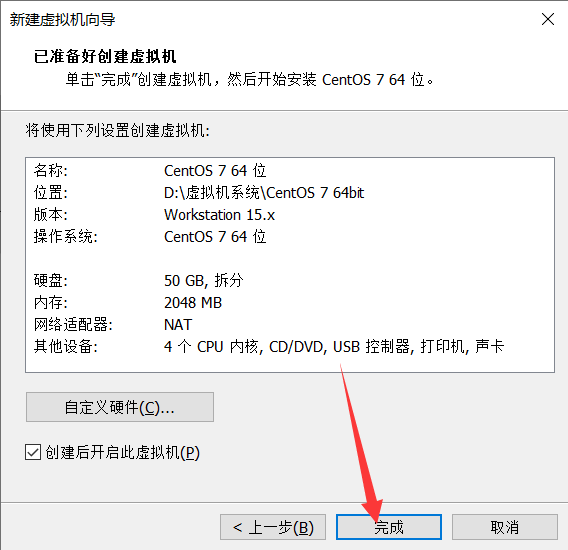 新建虚拟机向导
已准备好创建虚拟机
单击“完成”创建虚拟机，然后开始安装 CentOS 7 64 位。
将使用下列设置创建虚拟机:
名称: CentOS 7 64 位
位置: D:\虚拟机系统\CentOS 7 64bit
版本: Workstation 15.x
操作系统: CentOS 7 64 位
硬盘: 50 GB, 拆分
内存: 2048 MB
网络适配器: NAT
其他设备: 4 个 CPU 内核, CD/DVD, USB 控制器, 打印机, 声卡
自定义硬件(C)...
创建后开启此虚拟机(P)
< 上一步(B) 完成 取消